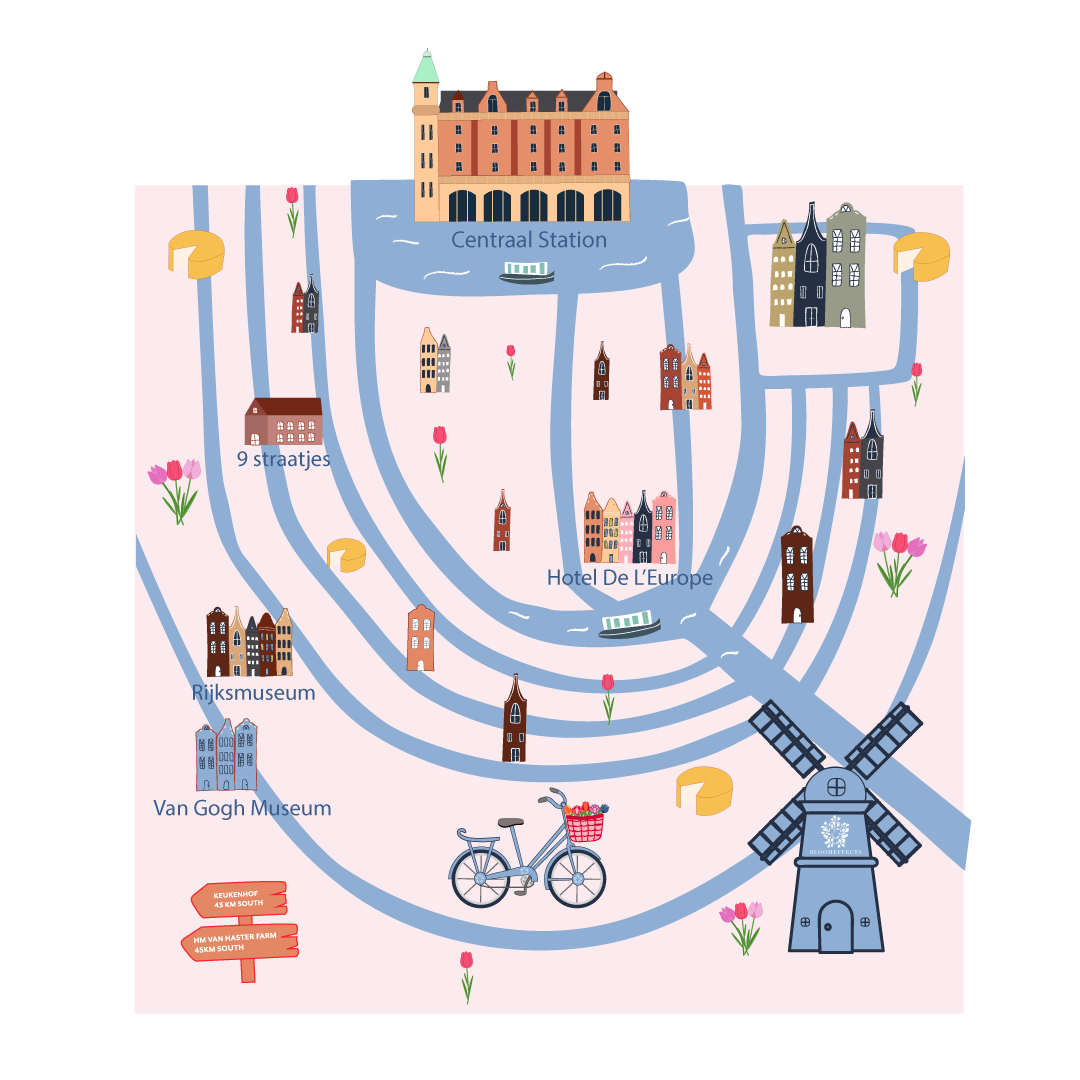 Centraal Station
9 straatjes
Hotel De L'Europe
Rijksmuseum
Van Gogh Museum
BLOOMEFFECTS
KEUKENHOF
43 KM SOUTH
HM VAN HASTER FARM
45KM SOUTH